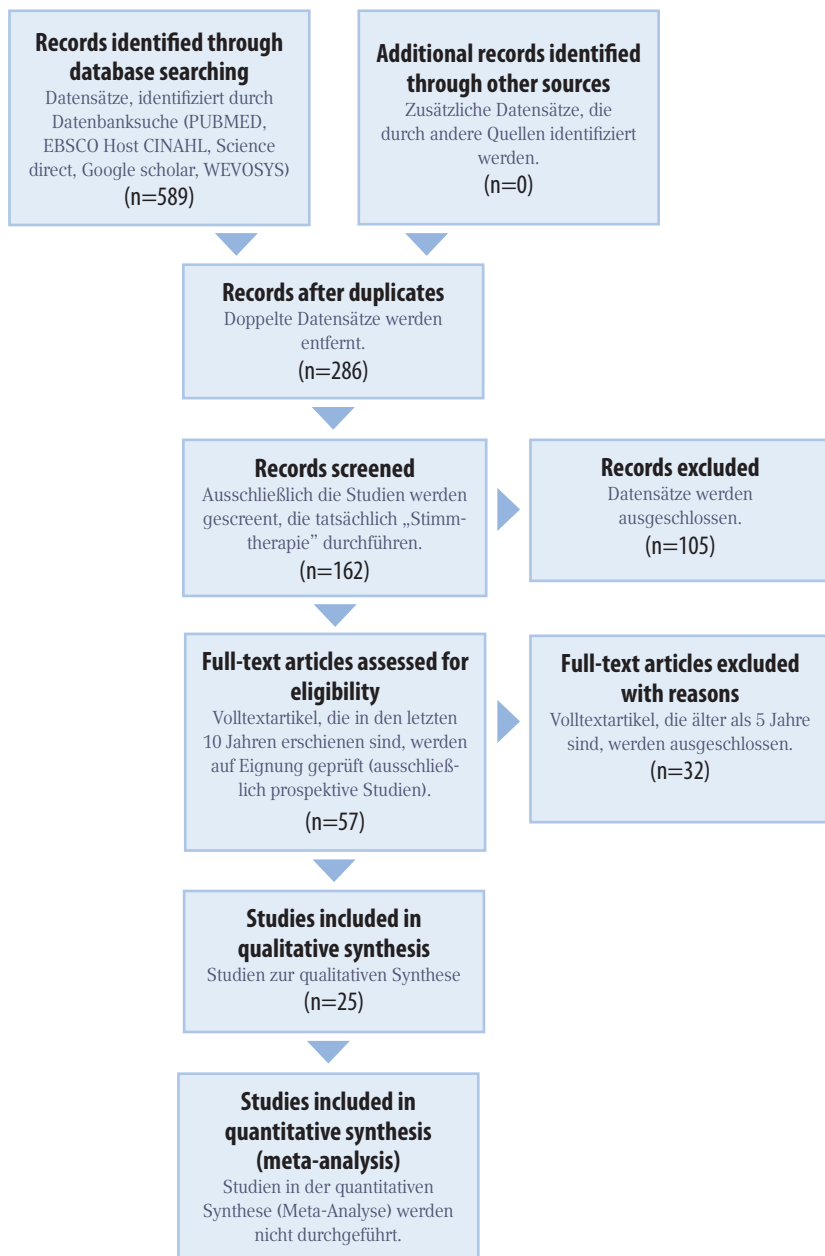 Records identified through
database searching
Datensätze, identifiziert durch
Datenbanksuche (PUBMED,
EBSCO Host CINAHL, Science
direct, Google scholar, WEVOSYS)
(n=589)
Additional records identified
through other sources
Zusätzliche Datensätze, die
durch andere Quellen identifiziert
werden.
(n=0)
Records after duplicates
Doppelte Datensätze werden
entfernt.
(n=286)
Records screened
Ausschließlich die Studien werden
gescreent, die tatsächlich „Stimm-
therapie” durchführen.
(n=162)
Records excluded
Datensätze werden
ausgeschlossen.
(n=105)
Full-text articles assessed for
eligibility
Volltextartikel, die in den letzten
10 Jahren erschienen sind, werden
auf Eignung geprüft (ausschließ-
lich prospektive Studien).
(n=57)
Full-text articles excluded
with reasons
Volltextartikel, die älter als 5 Jahre
sind, werden ausgeschlossen.
(n=32)
Studies included in
qualitative synthesis
Studien zur qualitativen Synthese
(n=25)
Studies included in
quantitative synthesis
(meta-analysis)
Studien in der quantitativen
Synthese (Meta-Analyse) werden
nicht durchgeführt.